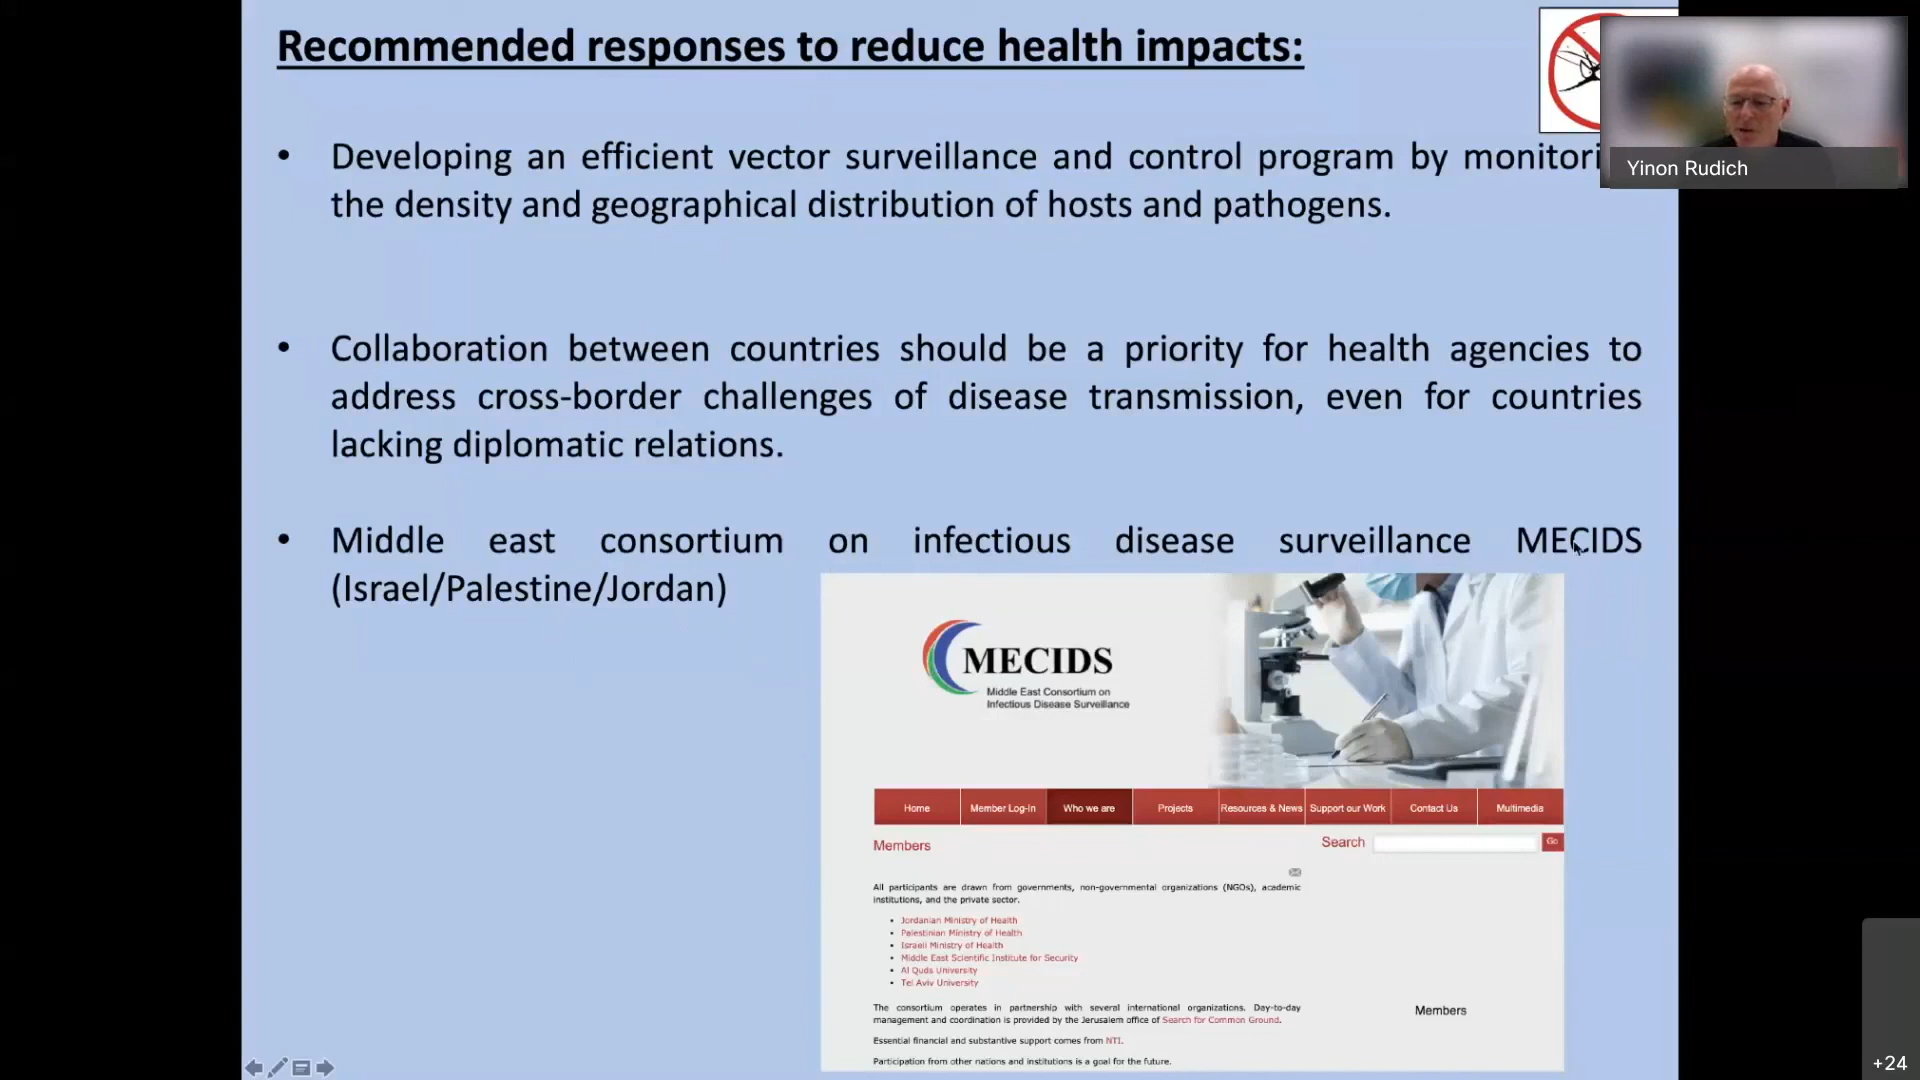 Recommended responses to reduce health impacts:
Yinon Rudich
• Developing an efficient vector surveillance and control program by monitori
the density and geographical distribution of hosts and pathogens.
• Collaboration between countries should be a priority for health agencies to
address cross-border challenges of disease transmission, even for countries
lacking diplomatic relations.
• Middle east consortium on infectious disease surveillance MECIDS
(Israel/Palestine/Jordan)
MECIDS
Middle East Consortium on
Infectious Disease Surveillance
Home Member Log-In Who we are Projects Resources & News Support our Work Contact Us Multimedia
Members
Search Go
All participants are drawn from governments, non-governmental organizations (NGOs), academic
institutions, and the private sector.
• Jordanian Ministry of Health
• Palestinian Ministry of Health
• Israeli Ministry of Health
• Middle East Scientific Institute for Security
• Al Quds University
• Tel Aviv University
The consortium operates in partnership with several international organizations. Day-to-day
management and coordination is provided by the Jerusalem office of Search for Common Ground.
Members
Essential financial and substantive support comes from NTI.
Participation from other nations and institutions is a goal for the future.
+24